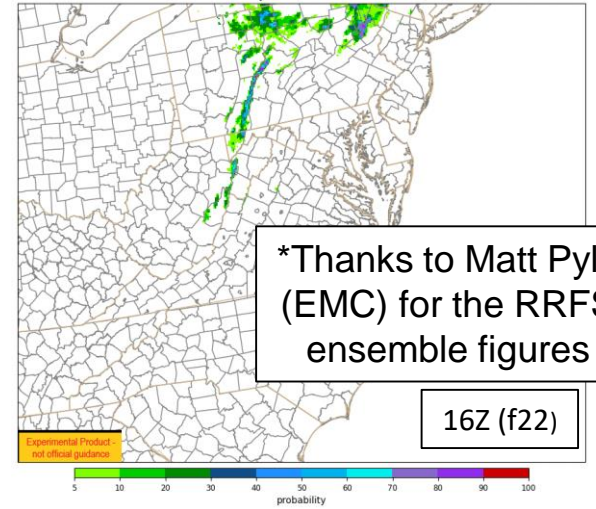 *Thanks to Matt Pyl
(EMC) for the RRFS
ensemble figures
16Z (f22)
Experimental Product -
not official guidance
5 10 20 30 40 50 60 70 80 90 100
probability